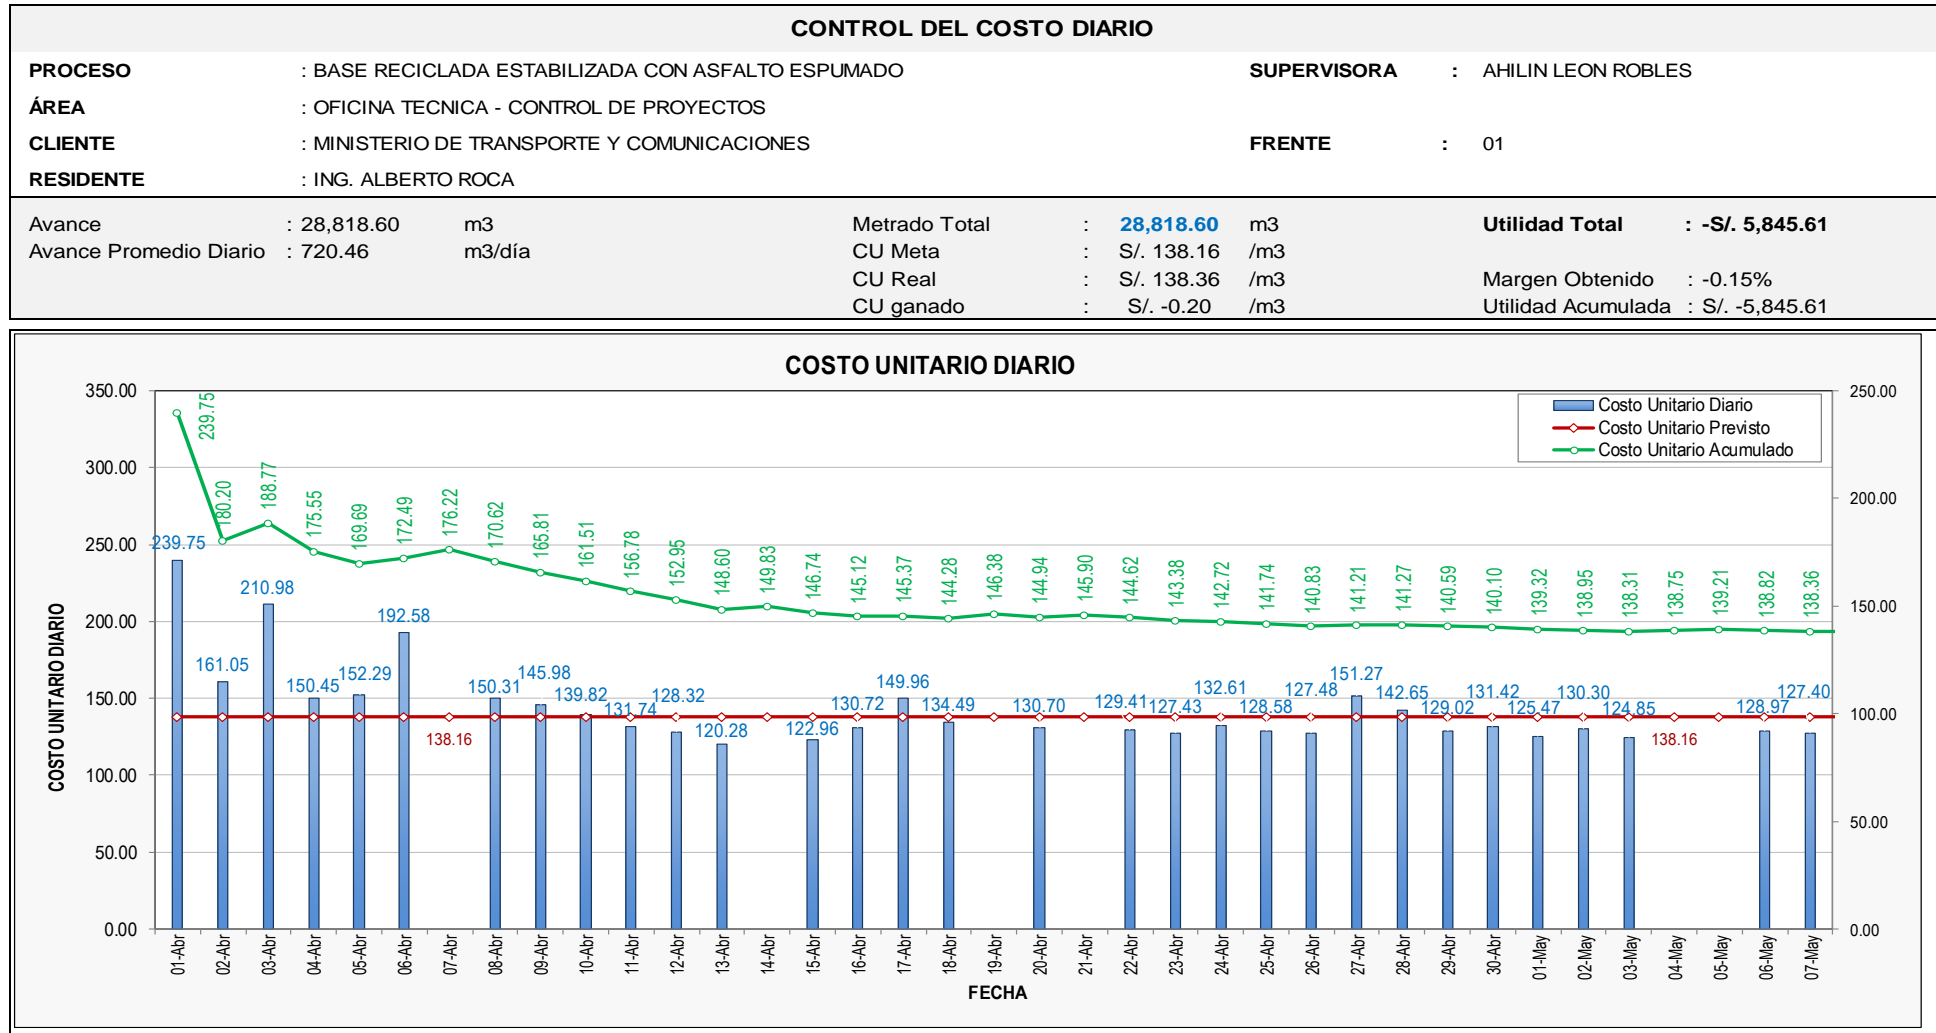 CONTROL DEL COSTO DIARIO
PROCESO : BASE RECICLADA ESTABILIZADA CON ASFALTO ESPUMADO SUPERVISORA : AHILIN LEON ROBLES
ÁREA : OFICINA TECNICA - CONTROL DE PROYECTOS
CLIENTE : MINISTERIO DE TRANSPORTE Y COMUNICACIONES FRENTE : 01
RESIDENTE : ING. ALBERTO ROCA
Avance : 28,818.60 m3 Metrado Total : 28,818.60 m3 Utilidad Total : -S/. 5,845.61
Avance Promedio Diario : 720.46 m3/día CU Meta : S/. 138.16 /m3
CU Real : S/. 138.36 /m3 Margen Obtenido : -0.15%
CU ganado : S/. -0.20 /m3 Utilidad Acumulada : S/. -5,845.61
COSTO UNITARIO DIARIO
Costo Unitario Diario
Costo Unitario Previsto
Costo Unitario Acumulado
COSTO UNITARIO DIARIO
350.00
300.00
250.00
200.00
150.00
100.00
50.00
0.00
239.75 180.20 188.77 175.55 169.69 172.49 176.22 170.62 165.81 161.51 156.78 152.95 148.60 149.83 146.74 145.12 145.37 144.28 146.38 144.94 145.90 144.62 143.38 142.72 141.74 140.83 141.21 141.27 140.59 140.10 139.32 138.95 138.31 138.75 139.21 138.82 138.36
239.75 161.05 210.98 150.45 152.29 192.58 150.31 145.98 139.82 131.74 128.32 120.28 122.96 130.72 149.96 134.49 130.70 129.41 127.43 132.61 128.58 127.48 151.27 142.65 129.02 131.42 125.47 130.30 124.85 128.97 127.40
138.16 138.16
250.00
200.00
150.00
100.00
50.00
0.00
01-Abr 02-Abr 03-Abr 04-Abr 05-Abr 06-Abr 07-Abr 08-Abr 09-Abr 10-Abr 11-Abr 12-Abr 13-Abr 14-Abr 15-Abr 16-Abr 17-Abr 18-Abr 19-Abr 20-Abr 21-Abr 22-Abr 23-Abr 24-Abr 25-Abr 26-Abr 27-Abr 28-Abr 29-Abr 30-Abr 01-May 02-May 03-May 04-May 05-May 06-May 07-May
FECHA